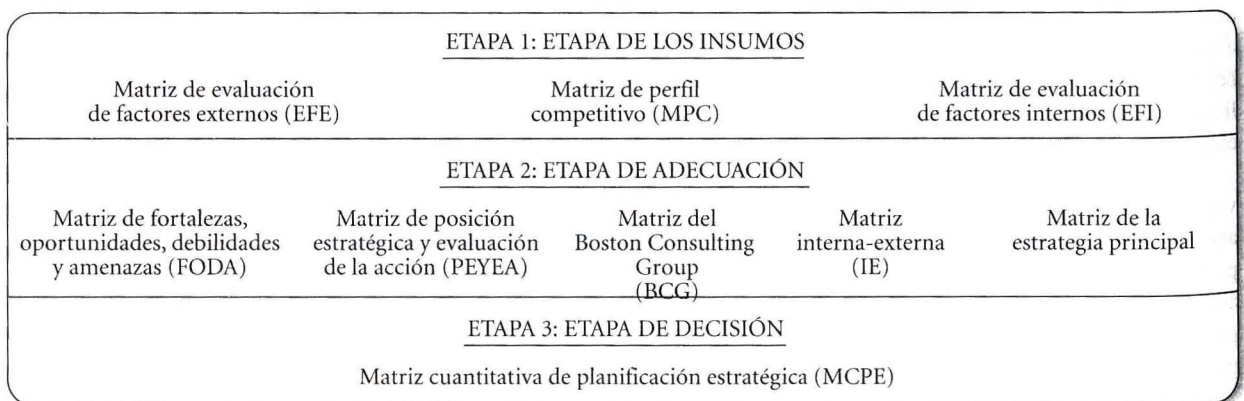 ETAPA 1: ETAPA DE LOS INSUMOS
Matriz de evaluación
de factores externos (EFE)
Matriz de perfil
competitivo (MPC)
Matriz de evaluación
de factores internos (EFI)
ETAPA 2: ETAPA DE ADECUACIÓN
Matriz de fortalezas,
oportunidades, debilidades
y amenazas (FODA)
Matriz de posición
estratégica y evaluación
de la acción (PEYEA)
Matriz del
Boston Consulting
Group
(BCG)
Matriz
interna-externa
(IE)
Matriz de la
estrategia principal
ETAPA 3: ETAPA DE DECISIÓN
Matriz cuantitativa de planificación estratégica (MCPE)